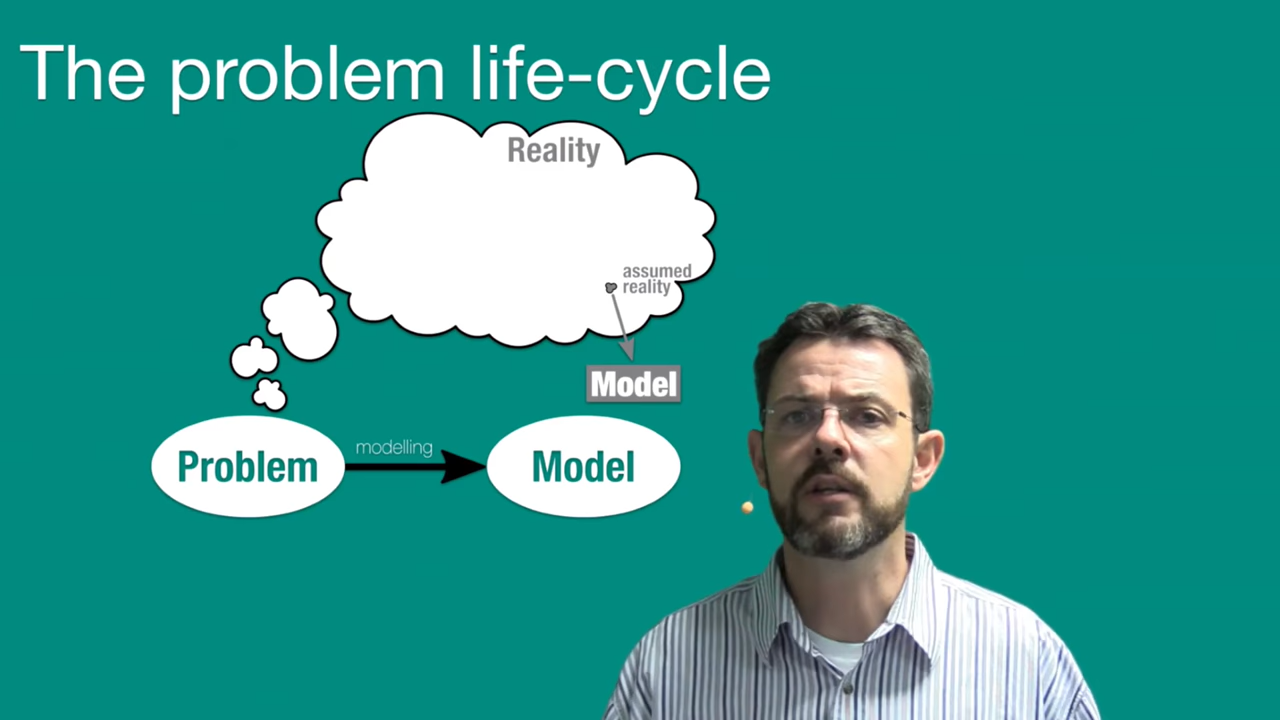 The problem life-cycle
Reality
assumed
reality
Model
Problem
modelling
Model